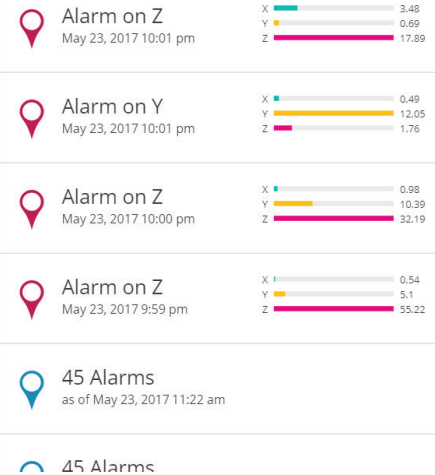 Alarm on Z
May 23, 2017 10:01 pm
X 3.48
Y 0.69
Z 17.89
Alarm on Y
May 23, 2017 10:01 pm
X 0.49
Y 12.05
Z 1.76
Alarm on Z
May 23, 2017 10:00 pm
X 0.98
Y 10.39
Z 32.19
Alarm on Z
May 23, 2017 9:59 pm
X 0.54
Y 5.1
Z 55.22
45 Alarms
as of May 23, 2017 11:22 am
45 Alarms